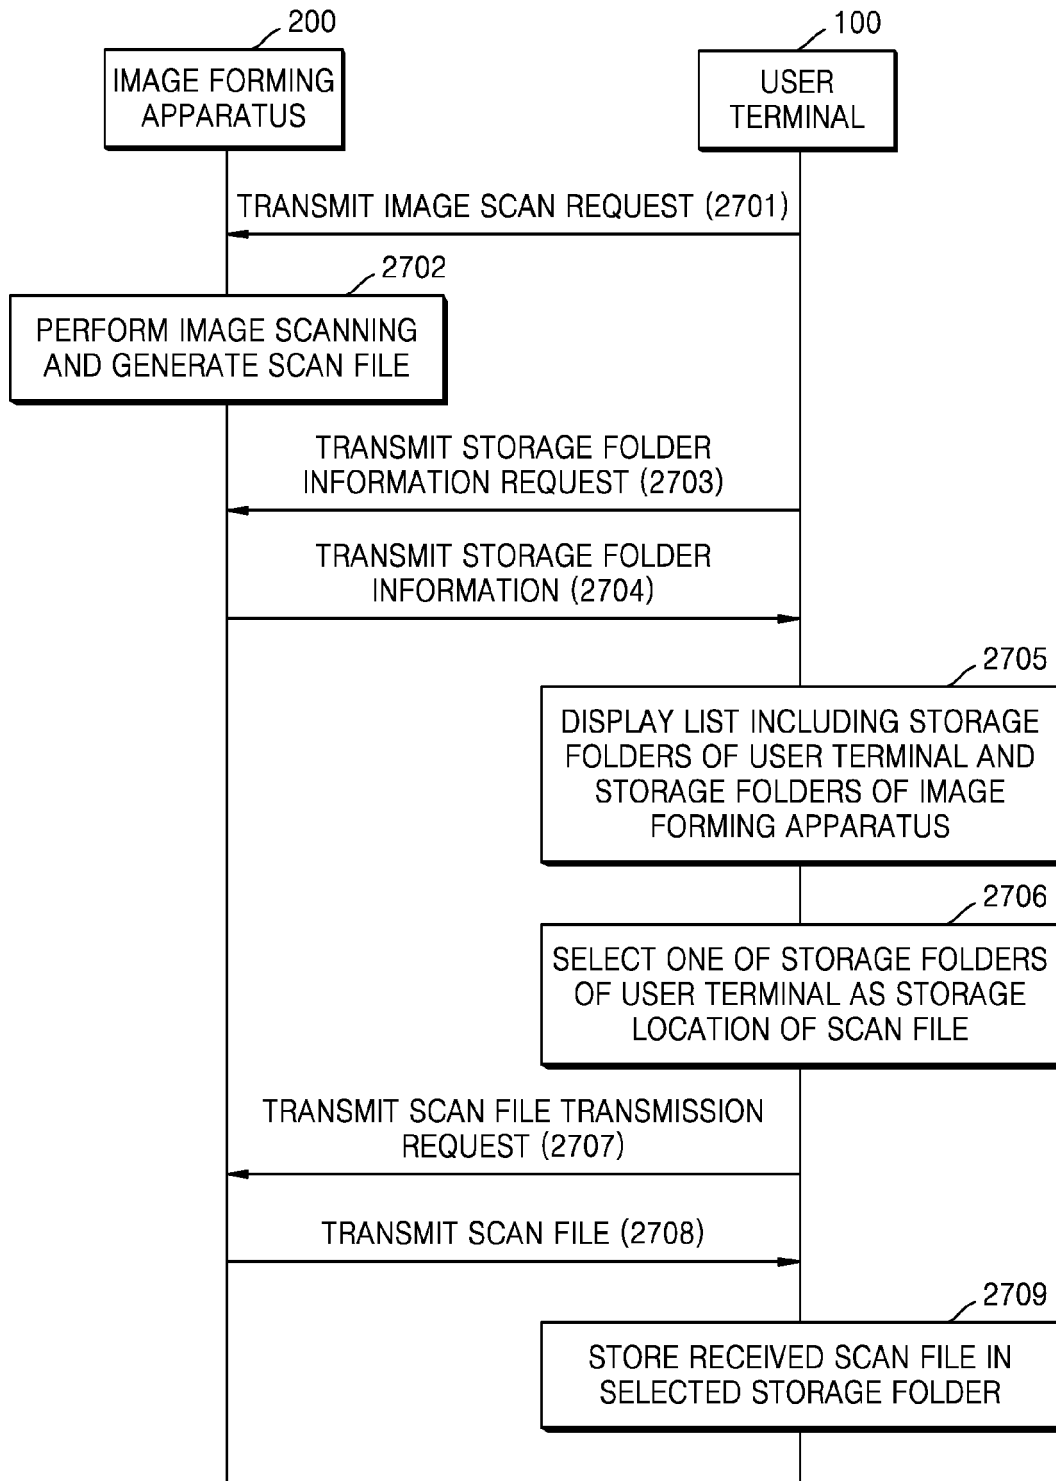 200
100
IMAGE FORMING
APPARATUS
USER
TERMINAL
TRANSMIT IMAGE SCAN REQUEST (2701)
2702
PERFORM IMAGE SCANNING
AND GENERATE SCAN FILE
TRANSMIT STORAGE FOLDER
INFORMATION REQUEST (2703)
TRANSMIT STORAGE FOLDER
INFORMATION (2704)
2705
DISPLAY LIST INCLUDING STORAGE
FOLDERS OF USER TERMINAL AND
STORAGE FOLDERS OF IMAGE
FORMING APPARATUS
2706
SELECT ONE OF STORAGE FOLDERS
OF USER TERMINAL AS STORAGE
LOCATION OF SCAN FILE
TRANSMIT SCAN FILE TRANSMISSION
REQUEST (2707)
TRANSMIT SCAN FILE (2708)
2709
STORE RECEIVED SCAN FILE IN
SELECTED STORAGE FOLDER